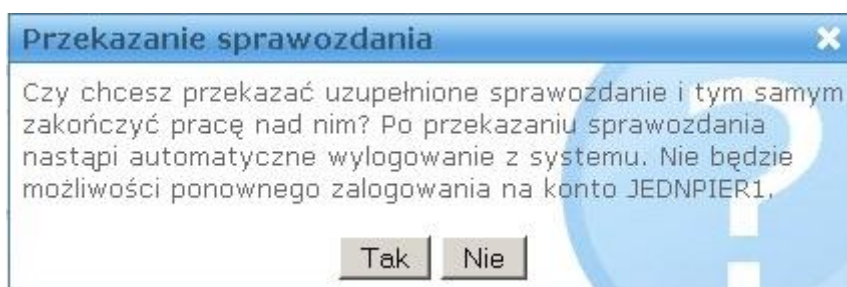 Przekazanie sprawozdania
Czy chcesz przekazać uzupełnione sprawozdanie i tym samym
zakończyć pracę nad nim? Po przekazaniu sprawozdania
nastąpi automatyczne wylogowanie z systemu. Nie będzie
możliwości ponownego zalogowania na konto JEDNPIER1.
Tak Nie